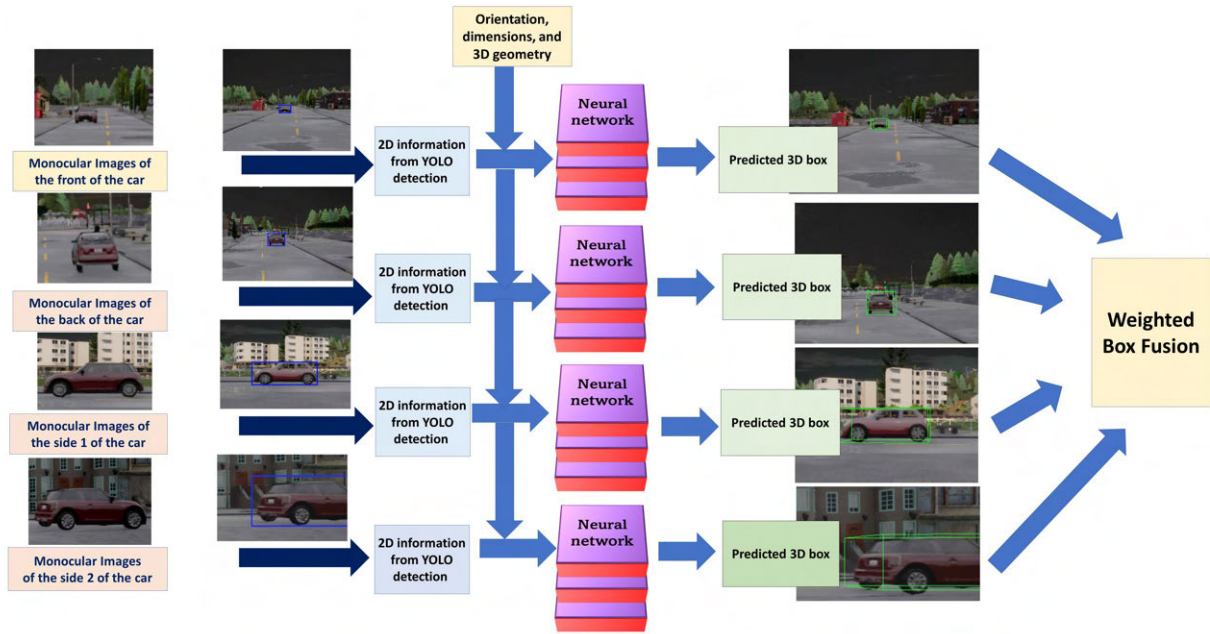 Orientation,
dimensions, and
3D geometry
Monocular Images of
the front of the car
2D information
from YOLO
detection
Neural
network
Predicted 3D box
Monocular Images of
the back of the car
2D information
from YOLO
detection
Neural
network
Predicted 3D box
Weighted
Box Fusion
Monocular Images of
the side 1 of the car
2D information
from YOLO
detection
Neural
network
Predicted 3D box
Monocular Images
of the side 2 of the car
2D information
from YOLO
detection
Neural
network
Predicted 3D box